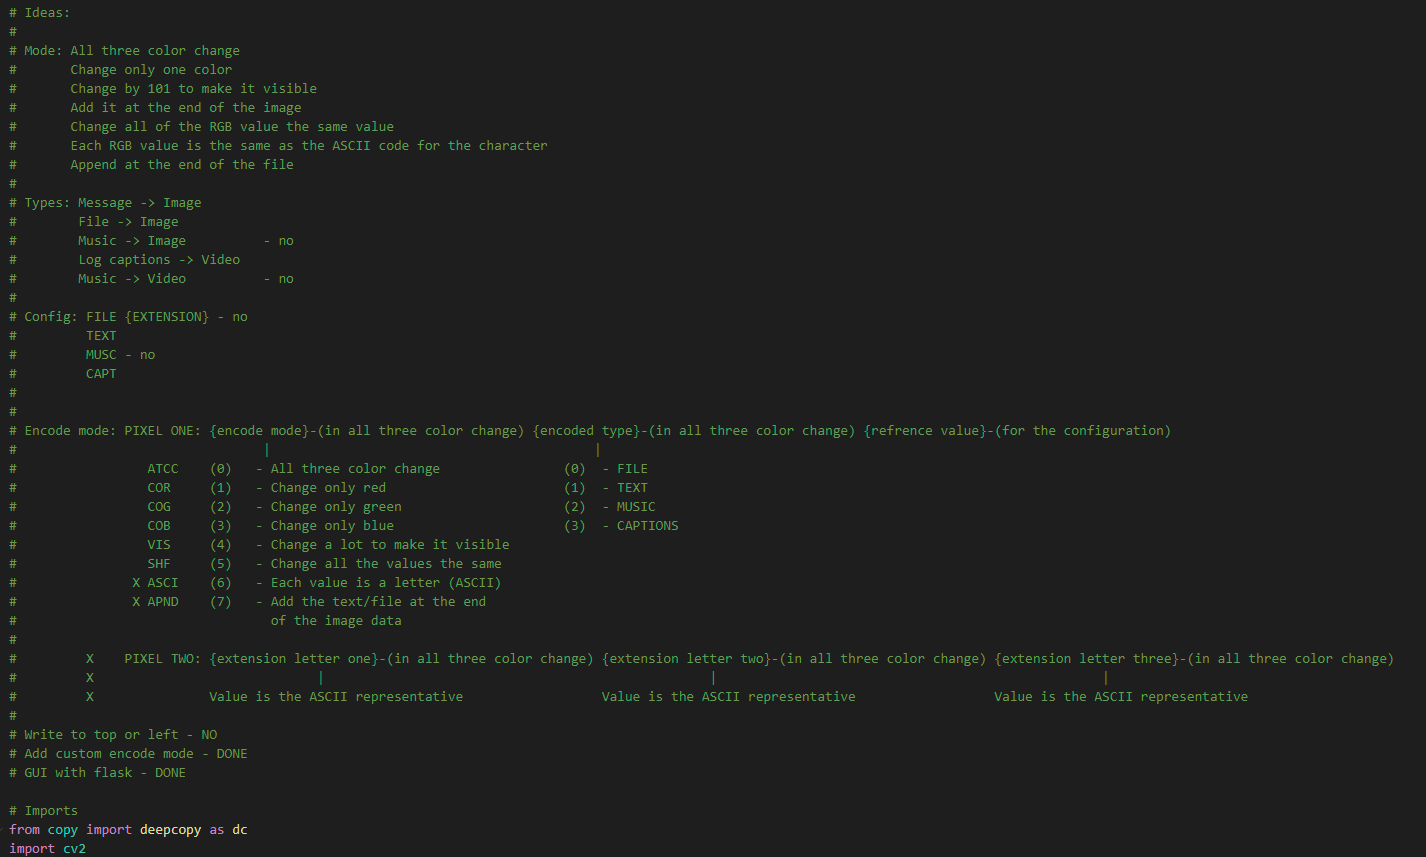 # Ideas:
#
# Mode: All three color change
#       Change only one color
#       Change by 101 to make it visible
#       Add it at the end of the image
#       Change all of the RGB value the same value
#       Each RGB value is the same as the ASCII code for the character
#       Append at the end of the file
#
# Types: Message -> Image
#        File -> Image
#        Music -> Image          - no
#        Log captions -> Video
#        Music -> Video          - no
#
# Config: FILE {EXTENSION} - no
#         TEXT
#         MUSC - no
#         CAPT
#
#
# Encode mode: PIXEL ONE: {encode mode}-(in all three color change) {encoded type}-(in all three color change) {refrence value}-(for the configuration)
#                                |                                          |
#                 ATCC    (0)   - All three color change                (0)  - FILE
#                 COR     (1)   - Change only red                       (1)  - TEXT
#                 COG     (2)   - Change only green                     (2)  - MUSIC
#                 COB     (3)   - Change only blue                      (3)  - CAPTIONS
#                 VIS     (4)   - Change a lot to make it visible
#                 SHF     (5)   - Change all the values the same
#               X ASCI    (6)   - Each value is a letter (ASCII)
#               X APND    (7)   - Add the text/file at the end
#                                 of the image data
#
#         X    PIXEL TWO: {extension letter one}-(in all three color change) {extension letter two}-(in all three color change) {extension letter three}-(in all three color change)
#         X                             |                                                  |                                                  |
#         X               Value is the ASCII representative                  Value is the ASCII representative                  Value is the ASCII representative
#
# Write to top or left - NO
# Add custom encode mode - DONE
# GUI with flask - DONE
# Imports
from copy import deepcopy as dc
import cv2